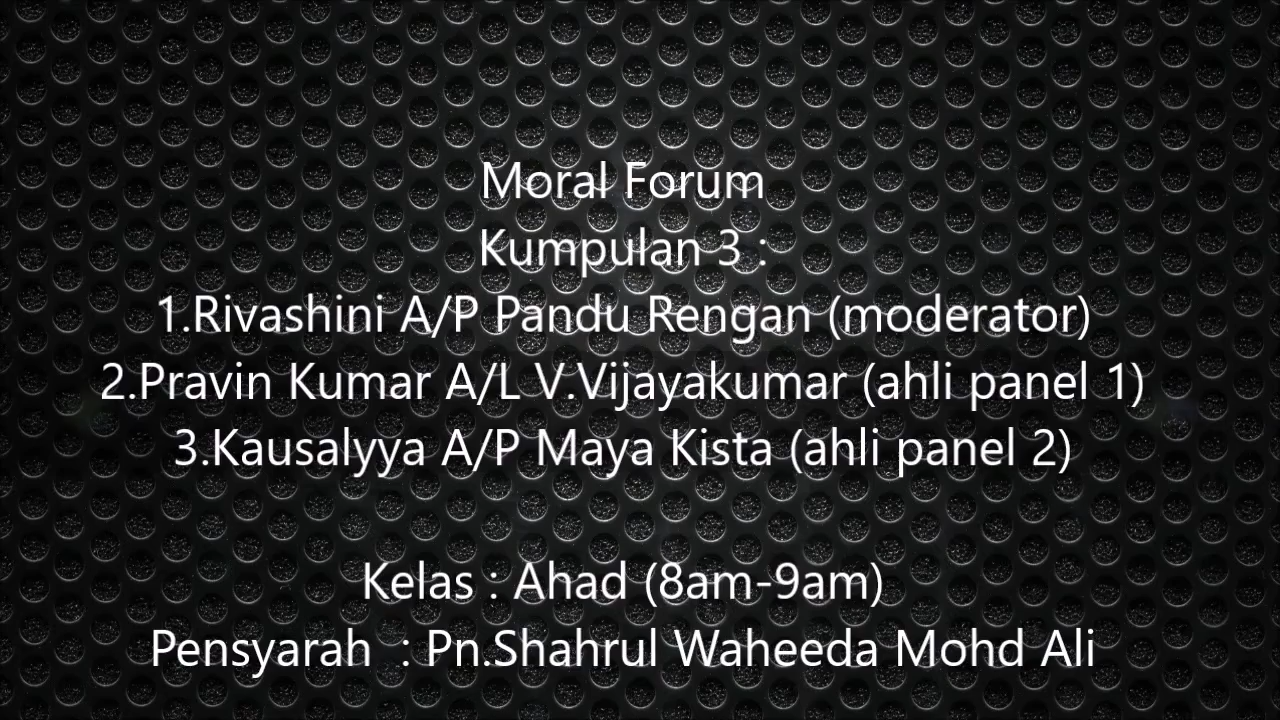 Moral Forum
Kumpulan 3 :
1.Rivashini A/P Pandu Rengan (moderator)
2.Pravin Kumar A/L V.Vijayakumar (ahli panel 1)
3.Kausalyya A/P Maya Kista (ahli panel 2)
Kelas : Ahad (8am-9am)
Pensyarah  : Pn.Shahrul Waheeda Mohd Ali